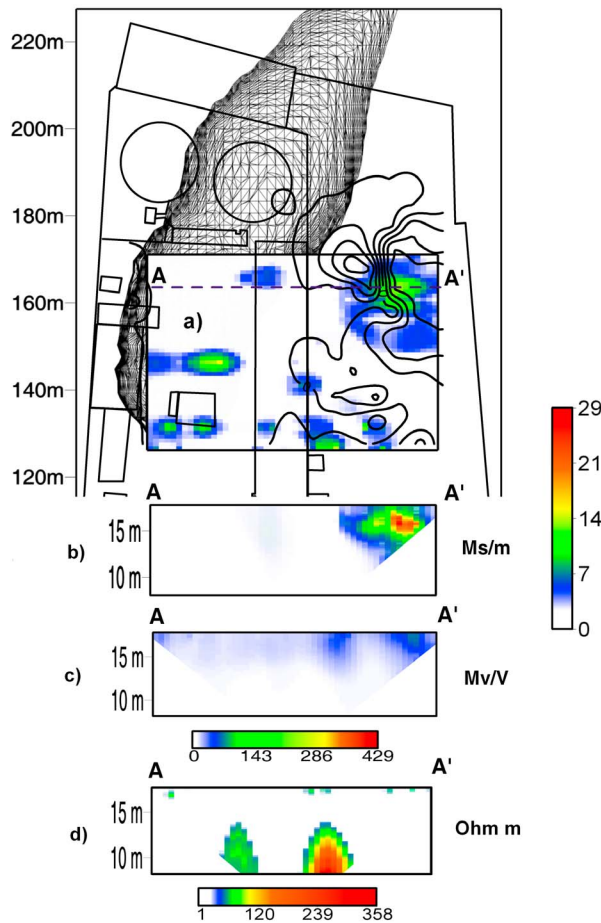 220m
200m
180m
160m
140m
120m
A A'
a)
29
21
14
7
0
A A'
b) 15 m Ms/m
10 m
A A'
c) 15 m Mv/V
10 m
0 143 286 429
A A'
d) 15 m Ohm m
10 m
1 120 239 358